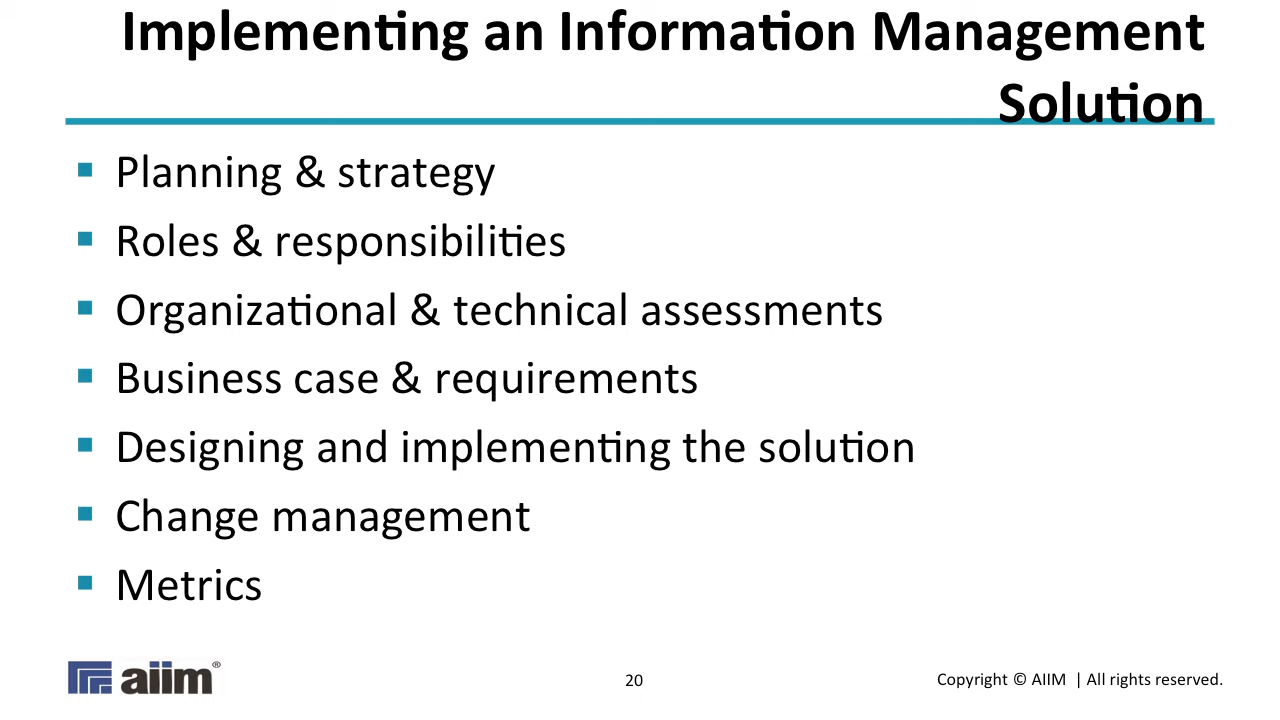 Implementing an Information Management
Solution
Planning & strategy
Roles & responsibilities
Organizational & technical assessments
Business case & requirements
Designing and implementing the solution
Change management
Metrics
aiim®
20
Copyright © AIIM | All rights reserved.